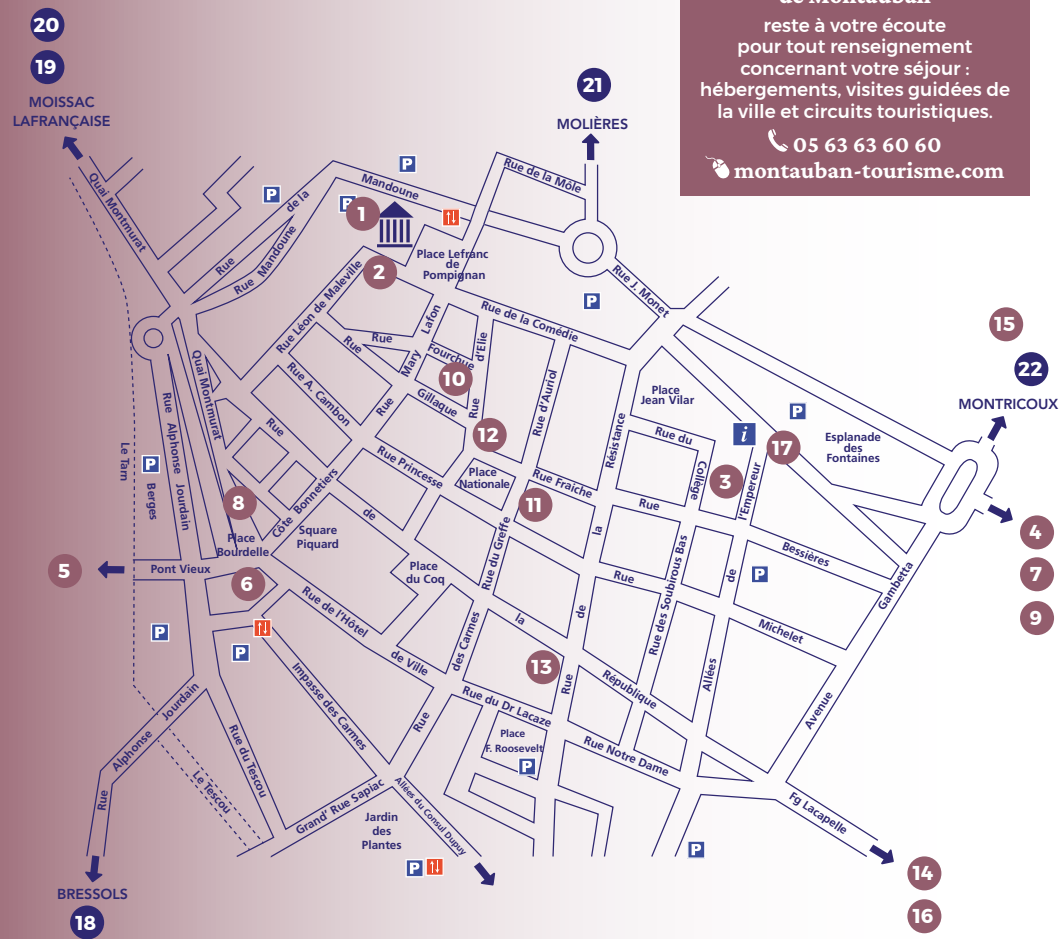 de Montauban
reste à votre écoute
pour tout renseignement
concernant votre séjour :
hébergements, visites guidées de
la ville et circuits touristiques.
05 63 63 60 60
montauban-tourisme.com
20
19
MOISSAC
LAFRANÇAISE
21
MOLIÈRES
Quai Montmurat
P
P
P
de la
Mandoune
Rue de la Môle
1
Rue
Rue Mandoune
2
Place Lefranc
de
Pompignan
Rue J. Monet
P
Rue Léon de Maleville
Rue de la Comédie
15
22
MONTRICOUX
Lafon
Mary
Rue
Rue
Rue
Fourchue
d'Elie
Rue
10
Gillaque
Rue A. Cambon
Quai Montmurat
Rue
Rue d'Auriol
Résistance
la
de
Rue
Place
Jean Vilar
P
Rue du
Collège
i
17
Esplanade
des
Fontaines
12
3
l'Empereur
de
Allées
Le Tarn
P
Berges
Rue Alphonse Jourdain
Rue Princesse
Place
Nationale
Rue Fraiche
Rue
Bessières
8
Côte Bonnetiers
de
11
4
Place
Bourdelle
Square
Piquard
Rue du Greffe
5
Pont Vieux
Place
du Coq
Rue
Michelet
P
7
6
Rue de l'Hôtel
de Ville
la
République
Rue des Soubirous Bas
Gambetta
Avenue
9
P
P
des Carmes
Rue
13
Impasse des Carmes
Rue du Dr Lacaze
Rue Notre Dame
Place
F. Roosevelt
P
Alphonse Jourdain
Rue
Rue du Tescou
Le Tescou
Grand' Rue Sapiac
Allées du Consul Dupuy
Fg Lacapelle
Jardin
des
Plantes
P
P
14
16
BRESSOLS
18